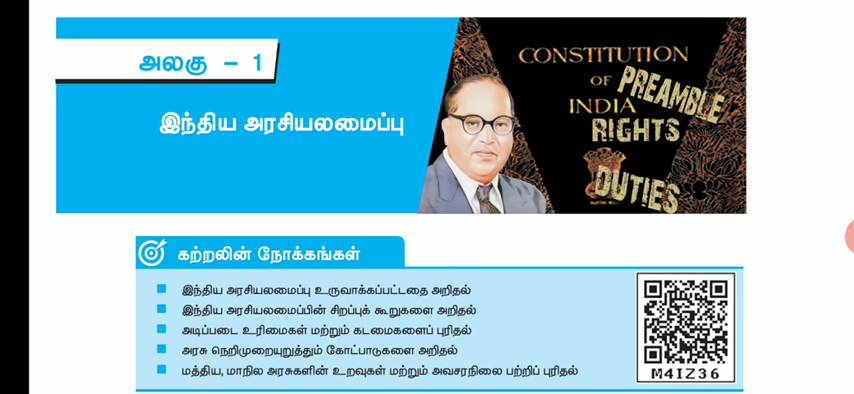 அலகு – 1
இந்திய அரசியலமைப்பு
CONSTITUTION
OF
PREAMBLE
INDIA
RIGHTS
DUTIES
கற்றலின் நோக்கங்கள்
இந்திய அரசியலமைப்பு உருவாக்கப்பட்டதை அறிதல்
இந்திய அரசியலமைப்பின் சிறப்புக் கூறுகளை அறிதல்
அடிப்படை உரிமைகள் மற்றும் கடமைகளைப் புரிதல்
அரசு நெறிமுறையுறுத்தும் கோட்பாடுகளை அறிதல்
மத்திய, மாநில அரசுகளின் உறவுகள் மற்றும் அவசரநிலை பற்றிப் புரிதல்
M4IZ36